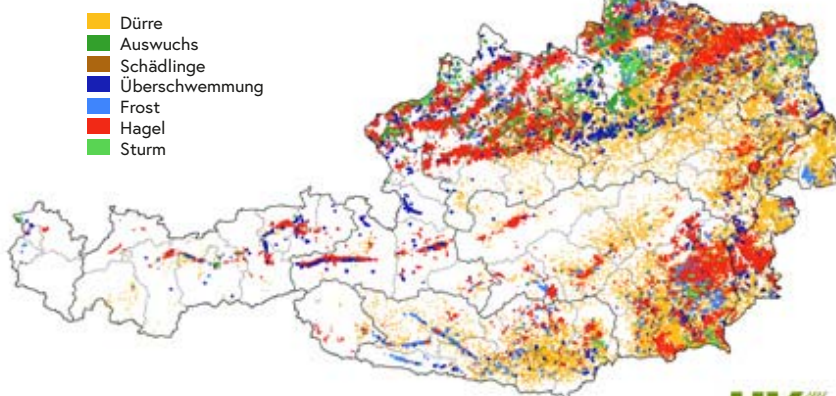 Dürre
Auswuchs
Schädlinge
Überschwemmung
Frost
Hagel
Sturm